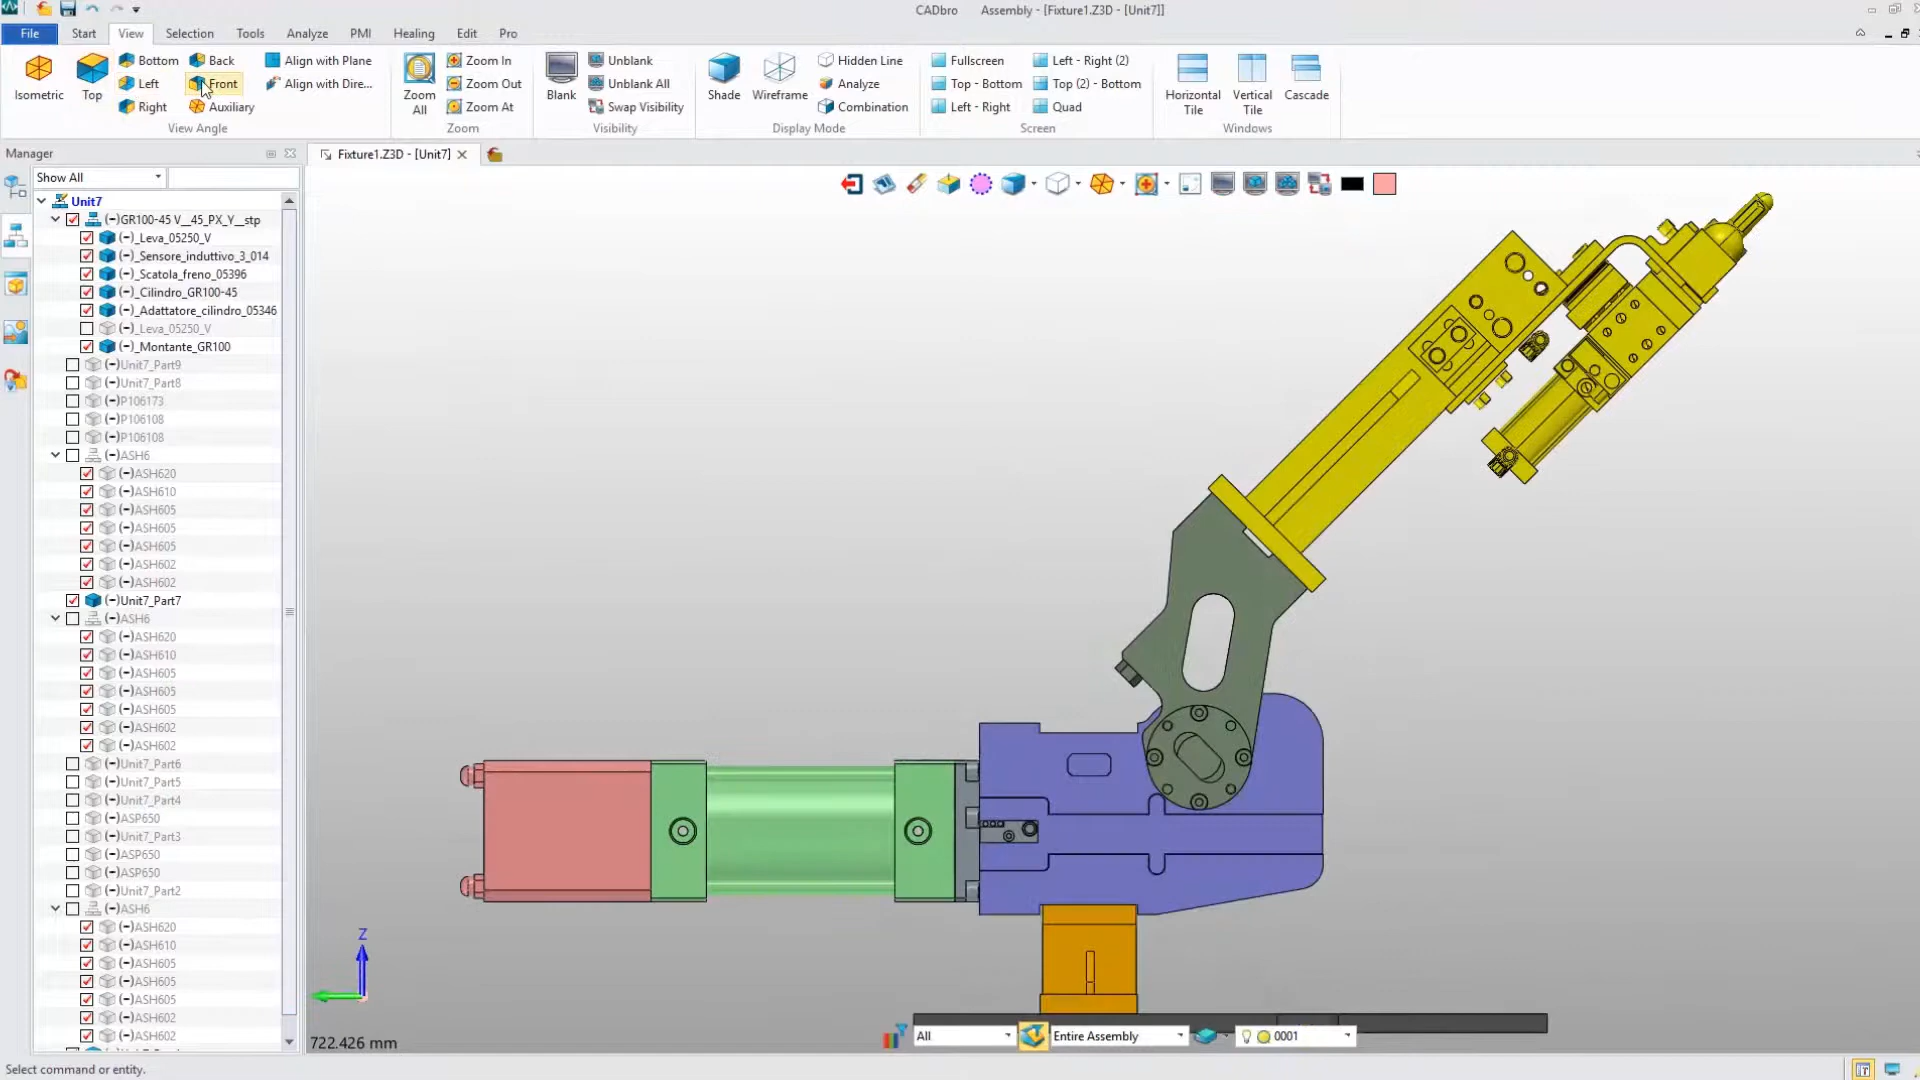 CADbro Assembly - [Fixture1.Z3D - [Unit7]]
File Start View Selection Tools Analyze PMI Healing Edit Pro
Isometric
Top
Bottom
Left
Right
Back
Front
Auxiliary
Align with Plane
Align with Dire...
View Angle
Zoom All
Zoom In
Zoom Out
Zoom At
Zoom
Blank
Unblank
Unblank All
Swap Visibility
Visibility
Shade
Wireframe
Hidden Line
Analyze
Combination
Display Mode
Fullscreen
Top - Bottom
Left - Right
Left - Right (2)
Top (2) - Bottom
Quad
Screen
Horizontal Tile
Vertical Tile
Cascade
Windows
Manager
Fixture1.Z3D - [Unit7]
Show All
Unit7
(-)GR100-45 V__45_PX_Y__stp
(-)_Leva_05250_V
(-)_Sensore_induttivo_3_014
(-)_Scatola_freno_05396
(-)_Cilindro_GR100-45
(-)_Adattatore_cilindro_05346
(-)_Leva_05250_V
(-)_Montante_GR100
(-)Unit7_Part9
(-)Unit7_Part8
(-)P106173
(-)P106108
(-)P106108
(-)ASH6
(-)ASH620
(-)ASH610
(-)ASH605
(-)ASH605
(-)ASH605
(-)ASH602
(-)ASH602
(-)Unit7_Part7
(-)ASH6
(-)ASH620
(-)ASH610
(-)ASH605
(-)ASH605
(-)ASH605
(-)ASH602
(-)ASH602
(-)Unit7_Part6
(-)Unit7_Part5
(-)Unit7_Part4
(-)ASP650
(-)Unit7_Part3
(-)ASP650
(-)ASP650
(-)Unit7_Part2
(-)ASH6
(-)ASH620
(-)ASH610
(-)ASH605
(-)ASH605
(-)ASH605
(-)ASH602
(-)ASH602
Z
722.426 mm
All
Entire Assembly
0001
Select command or entity.